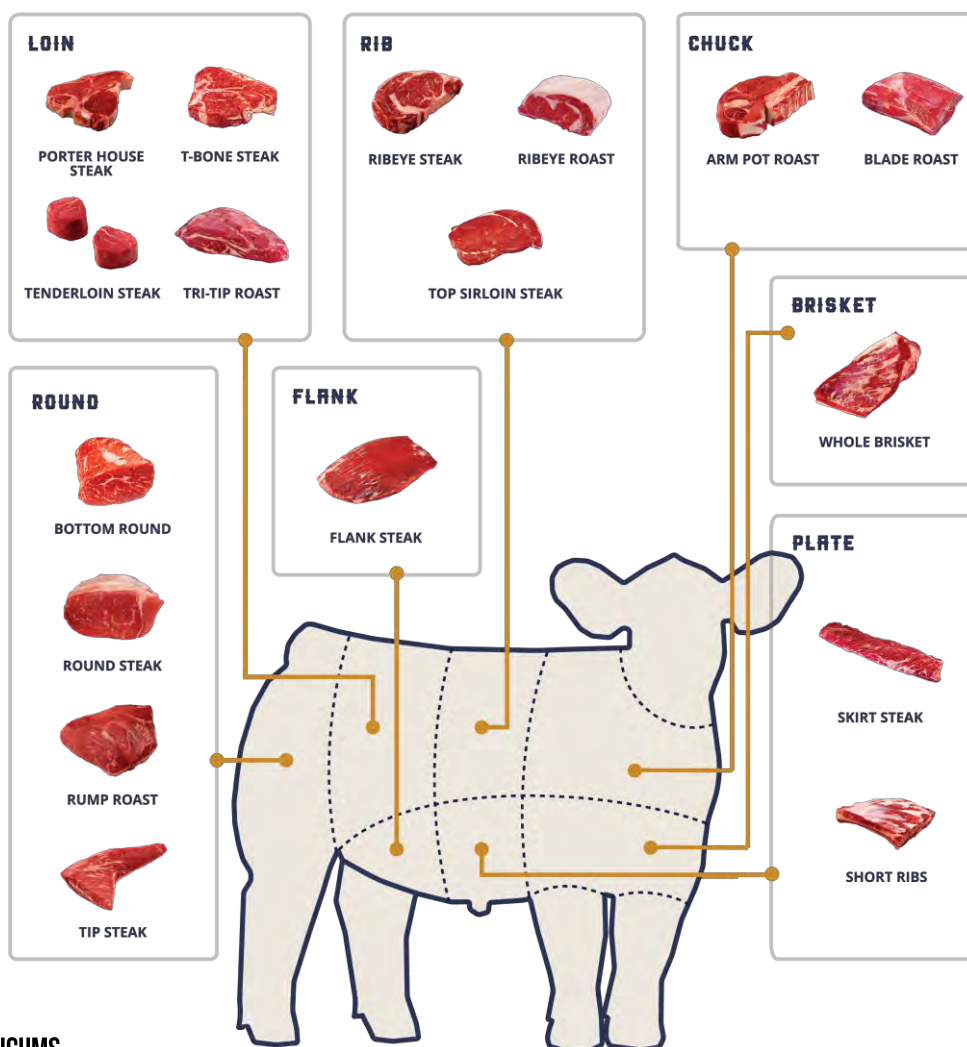 LOIN
PORTER HOUSE
STEAK
T-BONE STEAK
TENDERLOIN STEAK
TRI-TIP ROAST
RIB
RIBEYE STEAK
RIBEYE ROAST
TOP SIRLOIN STEAK
CHUCK
ARM POT ROAST
BLADE ROAST
BRISKET
WHOLE BRISKET
ROUND
BOTTOM ROUND
ROUND STEAK
RUMP ROAST
TIP STEAK
FLANK
FLANK STEAK
PLATE
SKIRT STEAK
SHORT RIBS